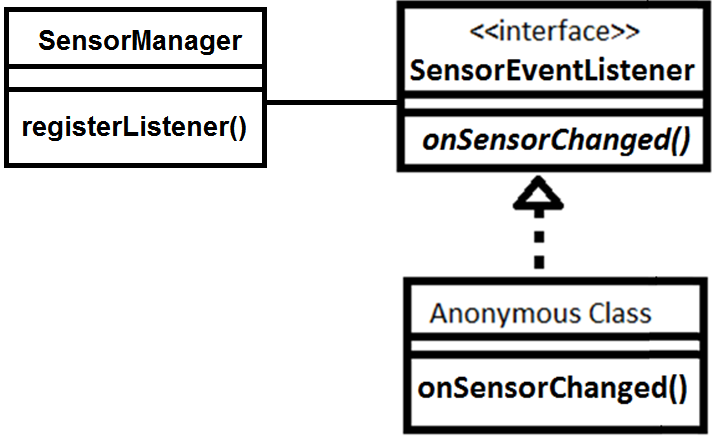 SensorManager
registerListener()
<<interface>>
SensorEventListener
onSensorChanged()
Anonymous Class
onSensorChanged()